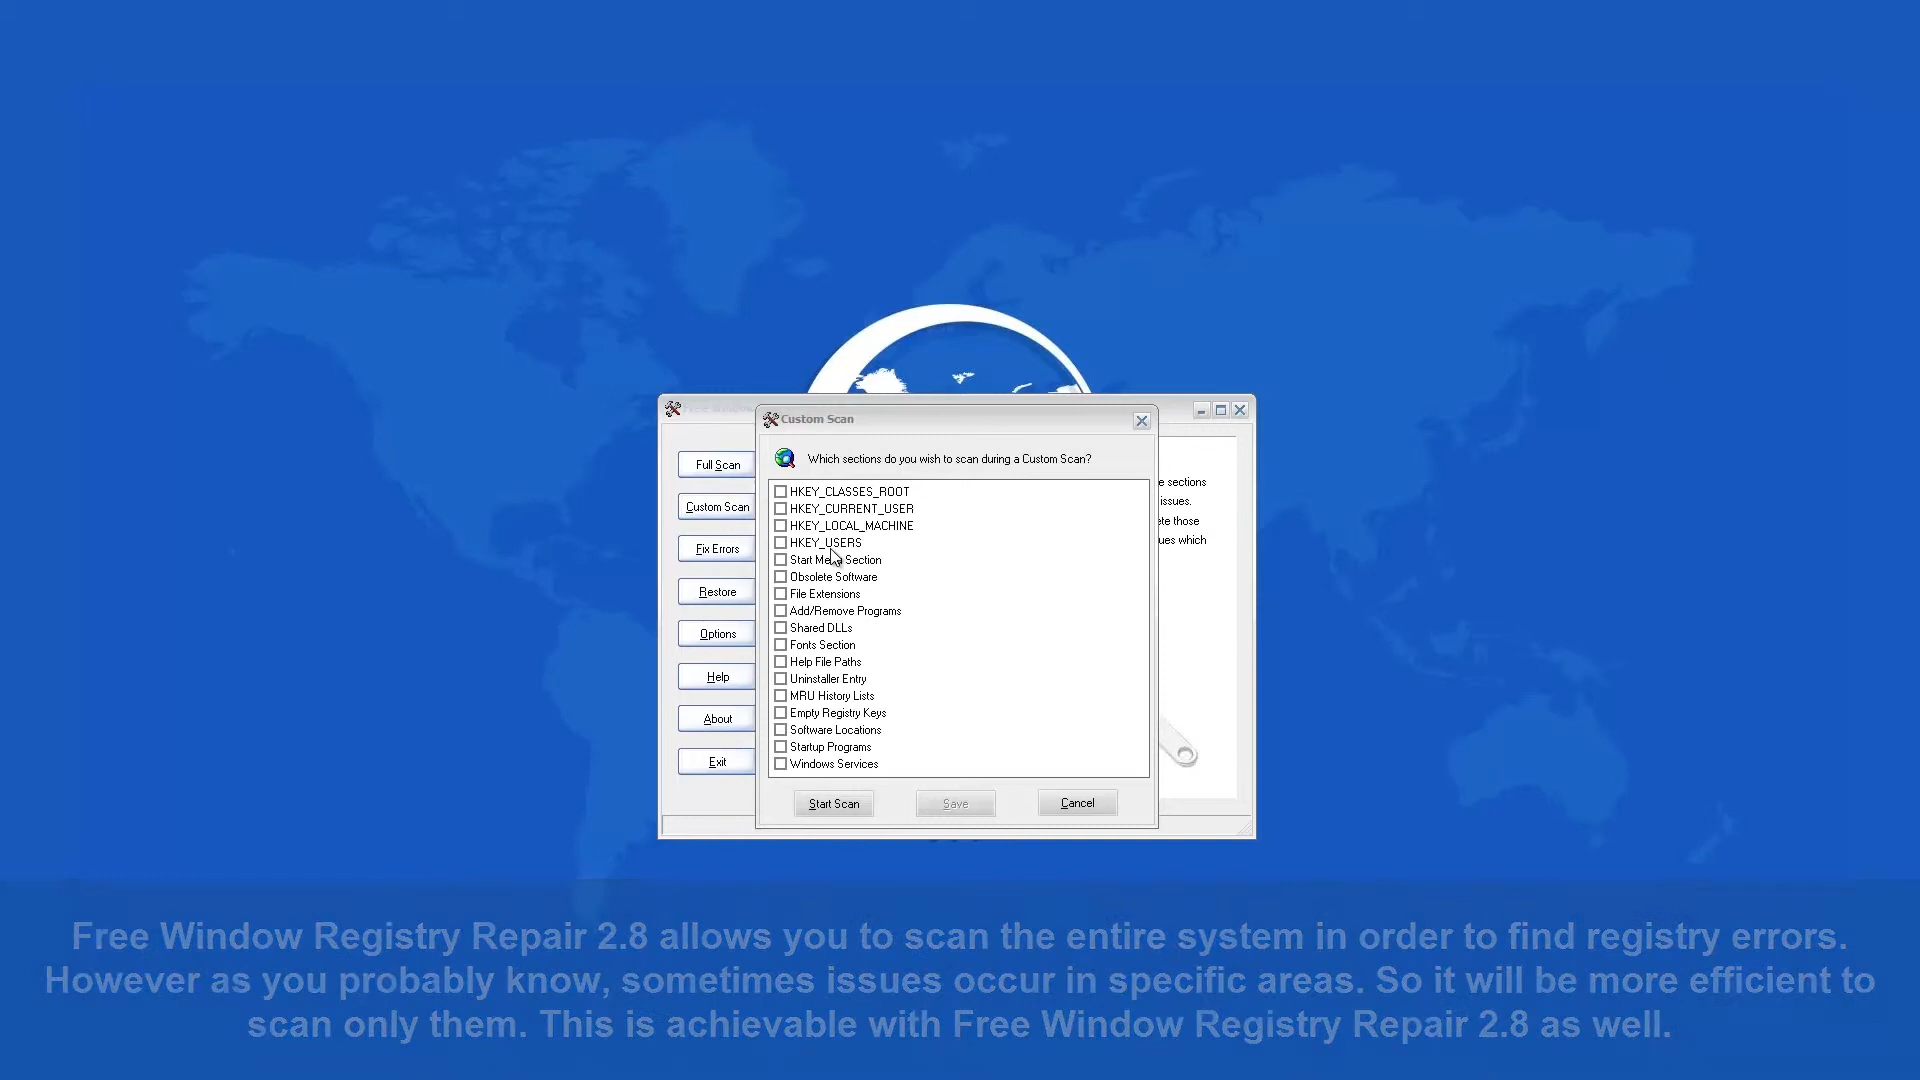 Custom Scan
Which sections do you wish to scan during a Custom Scan?
Full Scan
Custom Scan
Fix Errors
Restore
Options
Help
About
Exit
HKEY_CLASSES_ROOT
HKEY_CURRENT_USER
HKEY_LOCAL_MACHINE
HKEY_USERS
Start Menu Section
Obsolete Software
File Extensions
Add/Remove Programs
Shared DLLs
Fonts Section
Help File Paths
Uninstaller Entry
MRU History Lists
Empty Registry Keys
Software Locations
Startup Programs
Windows Services
e sections
issues.
ete those
ues which
Start Scan
Save
Cancel
Free Window Registry Repair 2.8 allows you to scan the entire system in order to find registry errors.
However as you probably know, sometimes issues occur in specific areas. So it will be more efficient to
scan only them. This is achievable with Free Window Registry Repair 2.8 as well.